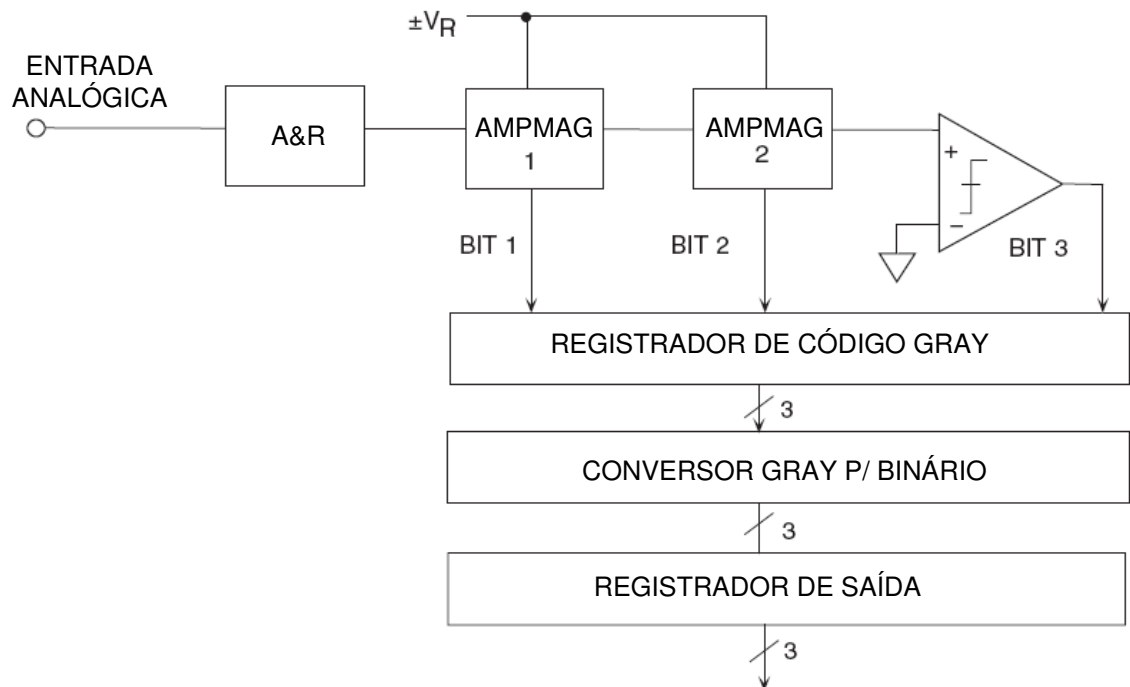 ±VR
ENTRADA
ANALÓGICA
A&R
AMPMAG
1
AMPMAG
2
+
−
BIT 1
BIT 2
BIT 3
REGISTRADOR DE CÓDIGO GRAY
3
CONVERSOR GRAY P/ BINÁRIO
3
REGISTRADOR DE SAÍDA
3